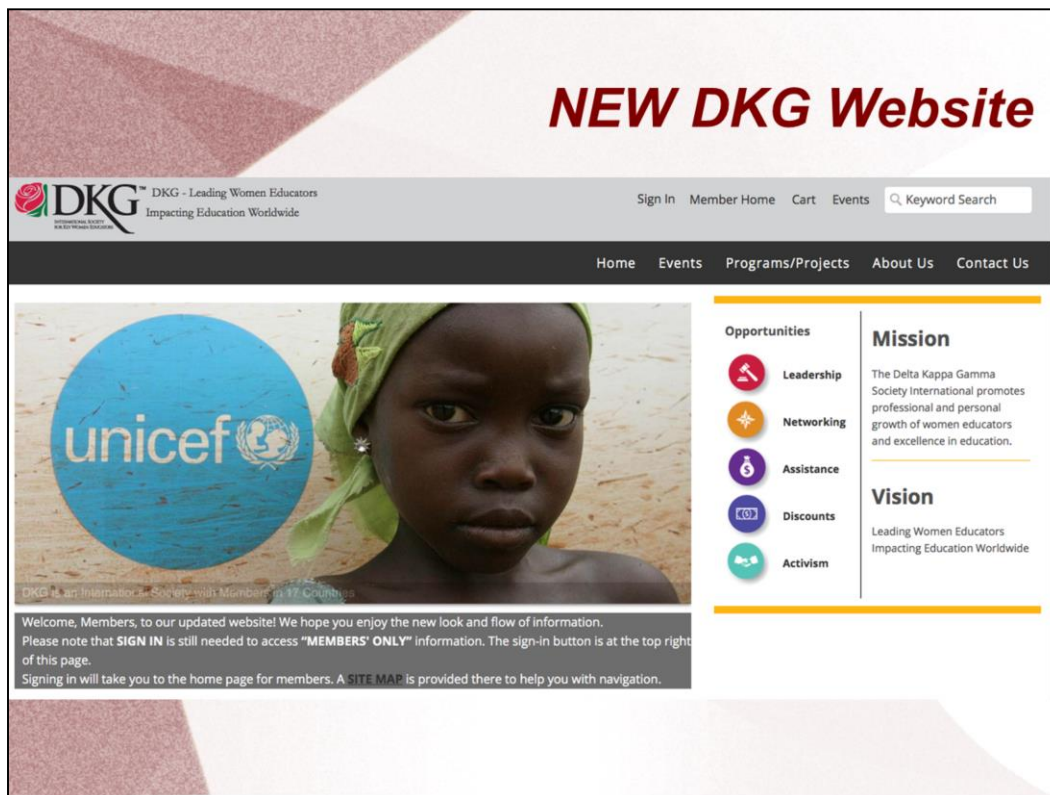 NEW DKG Website
DKG™
INTERNATIONAL SOCIETY
FOR KEY WOMEN EDUCATORS
DKG - Leading Women Educators
Impacting Education Worldwide
Sign In Member Home Cart Events Keyword Search
Home Events Programs/Projects About Us Contact Us
unicef
DKG is an International Society with Members in 17 Countries
Opportunities
Leadership
Networking
Assistance
Discounts
Activism
Mission
The Delta Kappa Gamma
Society International promotes
professional and personal
growth of women educators
and excellence in education.
Vision
Leading Women Educators
Impacting Education Worldwide
Welcome, Members, to our updated website! We hope you enjoy the new look and flow of information.
Please note that SIGN IN is still needed to access “MEMBERS' ONLY” information. The sign-in button is at the top right
of this page.
Signing in will take you to the home page for members. A SITE MAP is provided there to help you with navigation.